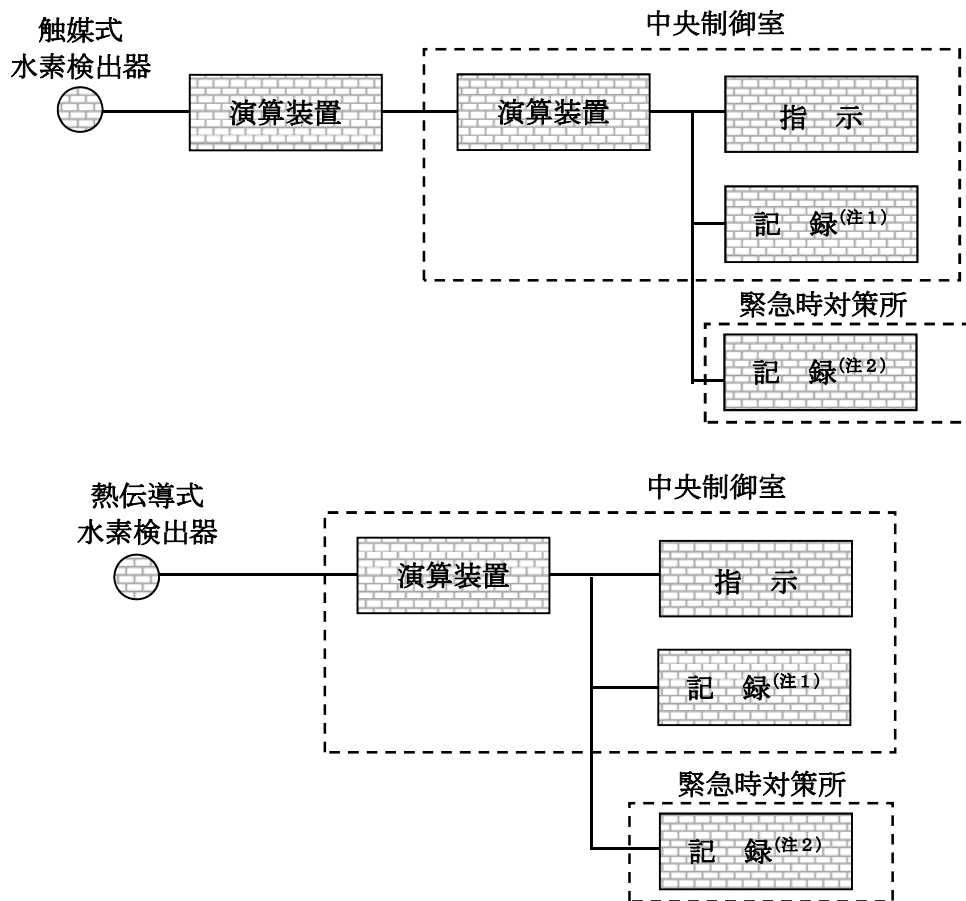 中央制御室
触媒式
水素検出器
演算装置
演算装置
指 示
記 録(注1)
緊急時対策所
記 録(注2)
中央制御室
熱伝導式
水素検出器
演算装置
指 示
記 録(注1)
緊急時対策所
記 録(注2)